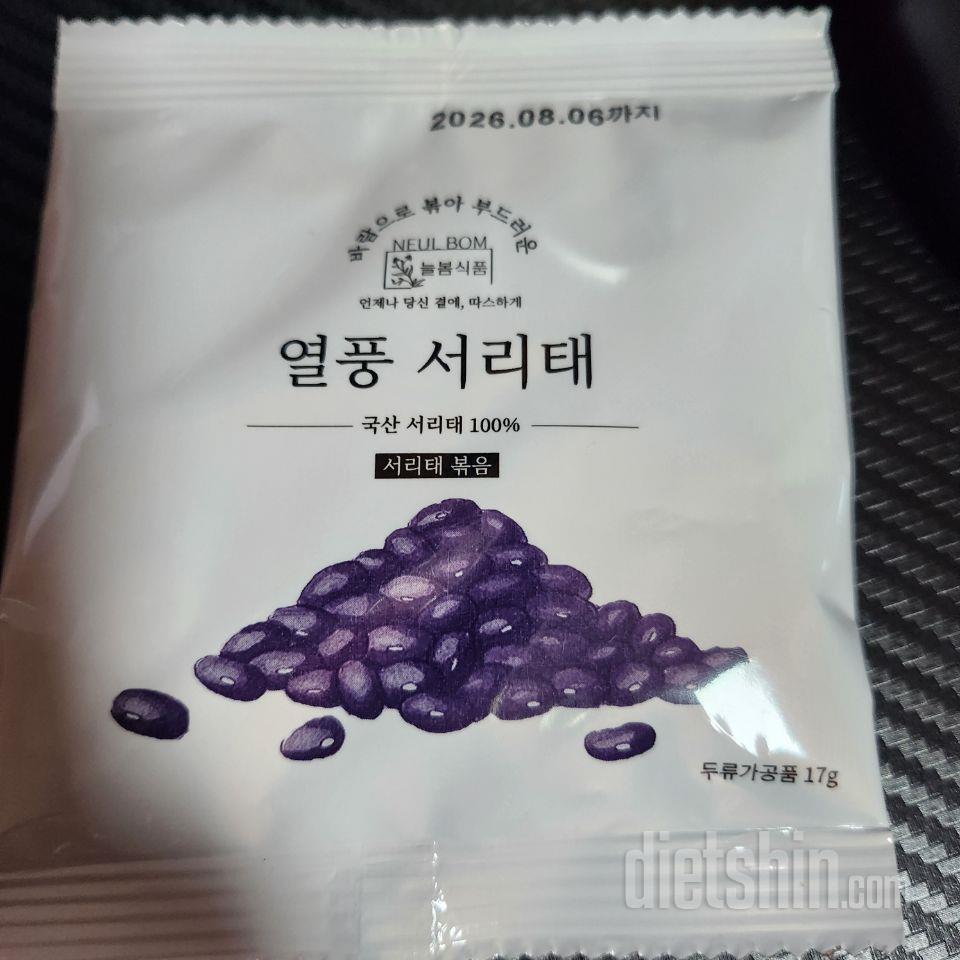 2026.08.06까지
바람으로 볶아 부드러운
NEUL BOM
늘봄식품
언제나 당신 곁에, 따스하게
열풍 서리태
국산 서리태 100%
서리태 볶음
두류가공품 17g
dietshin.com